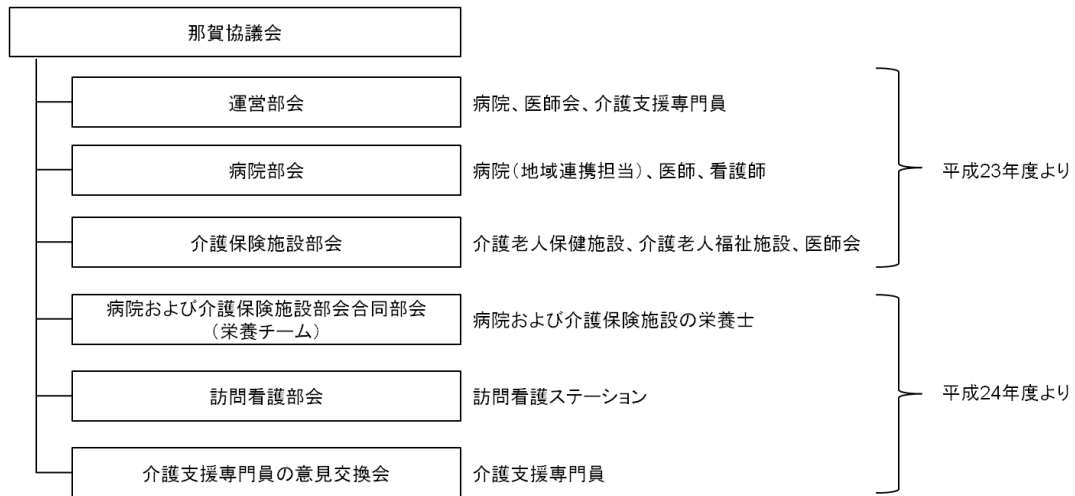 那賀協議会
運営部会
病院、医師会、介護支援専門員
病院部会
病院(地域連携担当)、医師、看護師
平成23年度より
介護保険施設部会
介護老人保健施設、介護老人福祉施設、医師会
病院および介護保険施設部会合同部会
(栄養チーム)
病院および介護保険施設の栄養士
訪問看護部会
訪問看護ステーション
平成24年度より
介護支援専門員の意見交換会
介護支援専門員